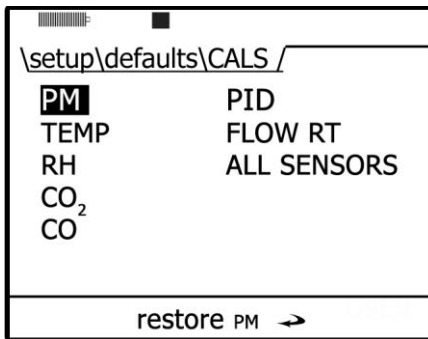 \setup\defaults\CALS /
PM PID
TEMP FLOW RT
RH ALL SENSORS
CO₂
CO
restore PM